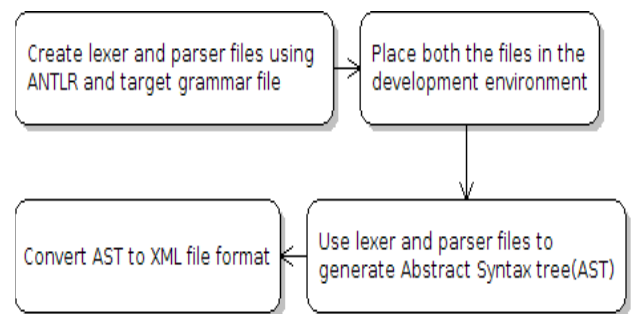 Create lexer and parser files using
ANTLR and target grammar file
Place both the files in the
development environment
Use lexer and parser files to
generate Abstract Syntax tree(AST)
Convert AST to XML file format